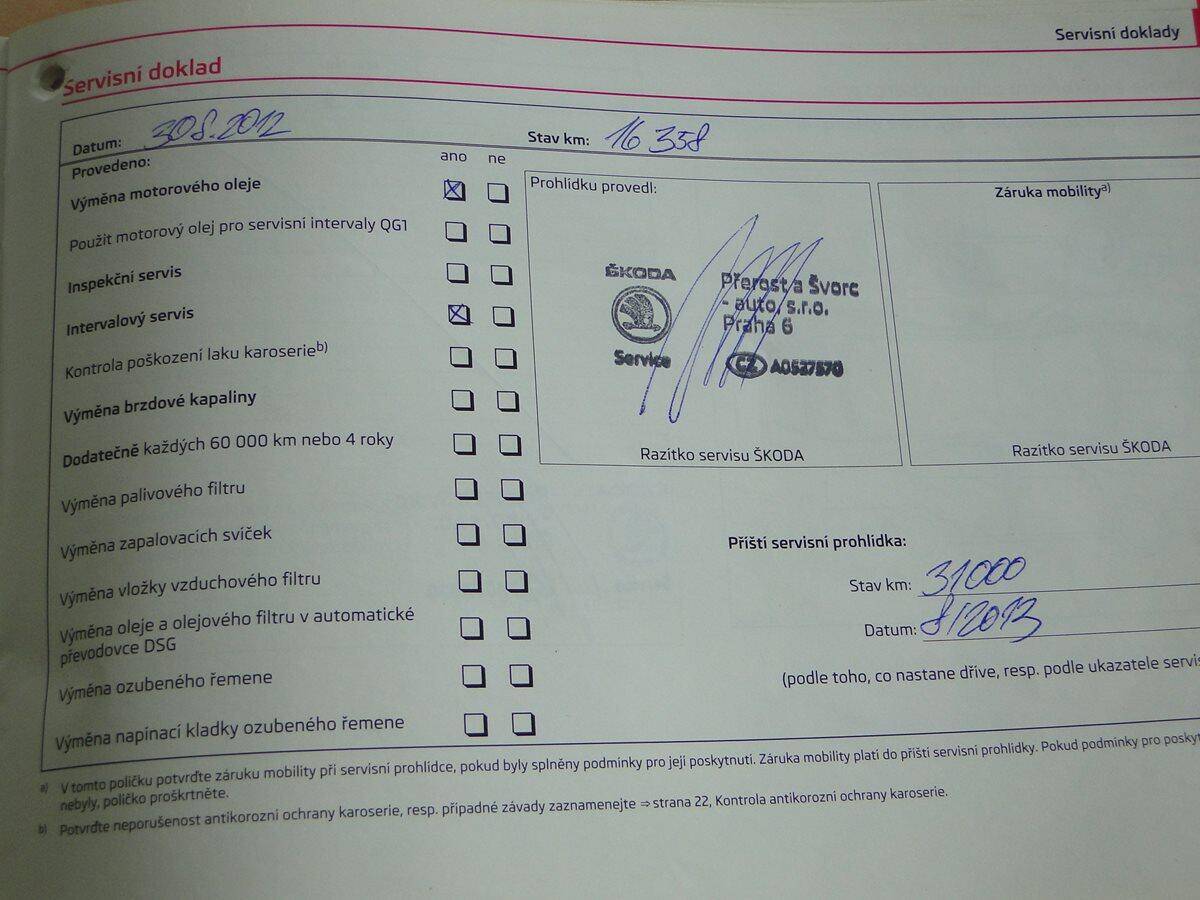 Servisní doklady
Servisní doklad
Datum: 30.8.2012 Stav km: 16 358
Provedeno: ano ne
Výměna motorového oleje
Použit motorový olej pro servisní intervaly QG1
Inspekční servis
Intervalový servis
Kontrola poškození laku karoserie b)
Výměna brzdové kapaliny
Dodatečně každých 60 000 km nebo 4 roky
Výměna palivového filtru
Výměna zapalovacích svíček
Výměna vložky vzduchového filtru
Výměna oleje a olejového filtru v automatické
převodovce DSG
Výměna ozubeného řemene
Výměna napínací kladky ozubeného řemene
Prohlídku provedl:
ŠKODA
Service
Přerost a Švorc
- auto, s.r.o.
Praha 6
CZ A0527570
Razítko servisu ŠKODA
Záruka mobility a)
Razítko servisu ŠKODA
Příští servisní prohlídka:
Stav km: 31000
Datum: 8/2013
(podle toho, co nastane dříve, resp. podle ukazatele servis
a) V tomto políčku potvrďte záruku mobility při servisní prohlídce, pokud byly splněny podmínky pro její poskytnutí. Záruka mobility platí do příští servisní prohlídky. Pokud podmínky pro poskyt
nebyly, políčko proškrtněte.
b) Potvrďte neporušenost antikorozní ochrany karoserie, resp. případné závady zaznamenejte ⇒ strana 22, Kontrola antikorozní ochrany karoserie.